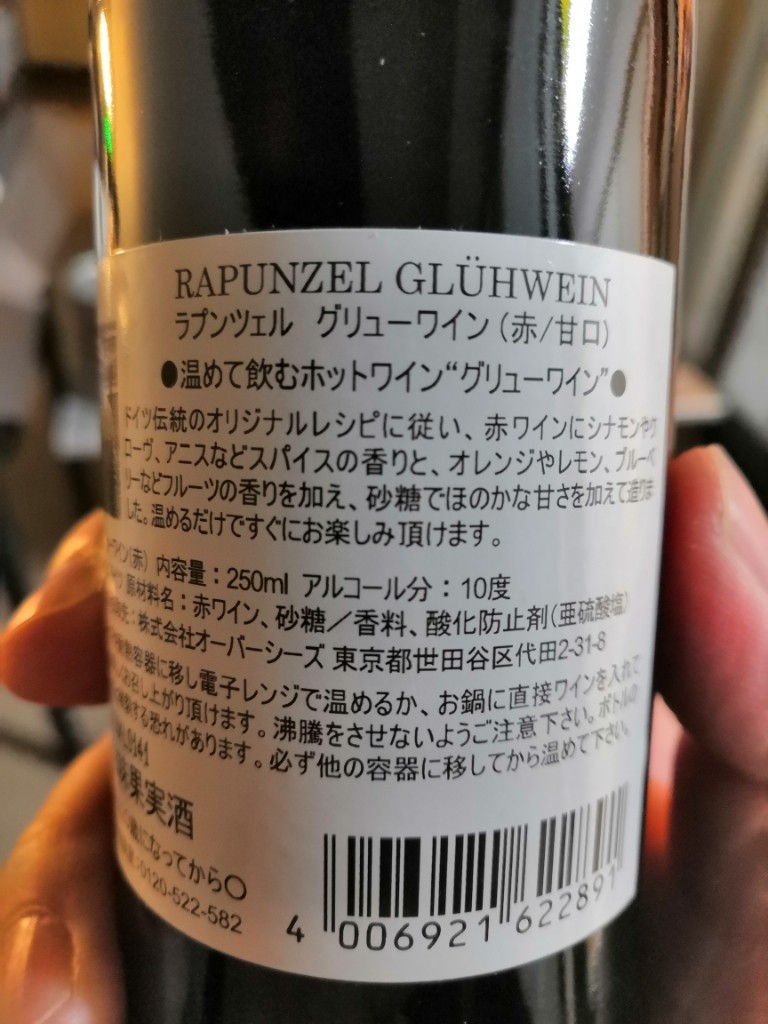 RAPUNZEL GLÜHWEIN
ラプンツェル グリューワイン (赤/甘口)
●温めて飲むホットワイン“グリューワイン”●
ドイツ伝統のオリジナルレシピに従い、赤ワインにシナモンやク
ローヴ、アニスなどスパイスの香りと、オレンジやレモン、ブルーベ
リーなどフルーツの香りを加え、砂糖でほのかな甘さを加えて造りま
した。温めるだけですぐにお楽しみ頂けます。
ワイン(赤) 内容量：250ml アルコール分：10度
原材料名：赤ワイン、砂糖／香料、酸化防止剤(亜硫酸塩)
株式会社オーバーシーズ 東京都世田谷区代田2-31-8
容器に移し電子レンジで温めるか、お鍋に直接ワインを入れて
お召し上がり頂けます。沸騰をさせないようご注意下さい。ボトルの
する恐れがあります。必ず他の容器に移してから温めて下さい。
0141
果実酒
になってから〇
0120-522-582
4 006921 622891